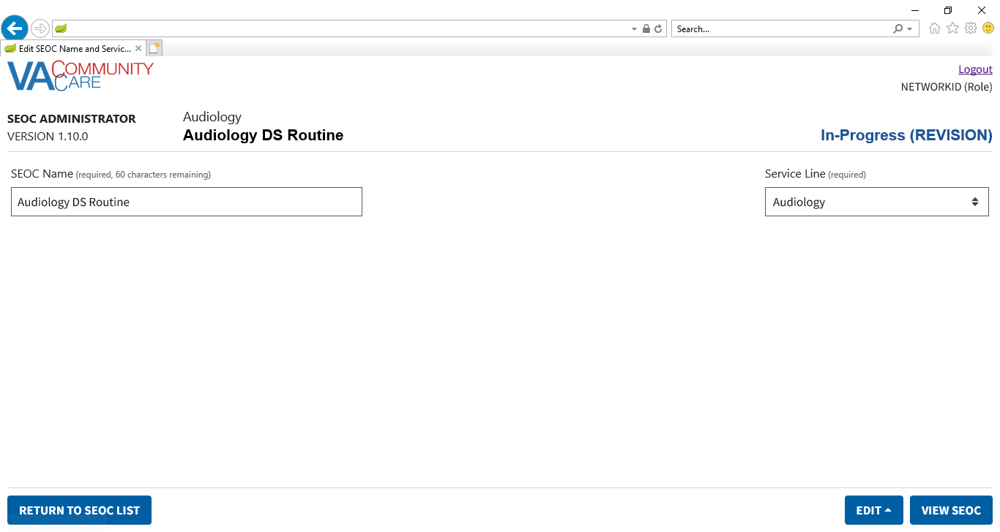 Search...
Edit SEOC Name and Servic...
VA COMMUNITY CARE
Logout
NETWORKID (Role)
SEOC ADMINISTRATOR
VERSION 1.10.0
Audiology
Audiology DS Routine
In-Progress (REVISION)
SEOC Name (required, 60 characters remaining)
Audiology DS Routine
Service Line (required)
Audiology
RETURN TO SEOC LIST
EDIT
VIEW SEOC